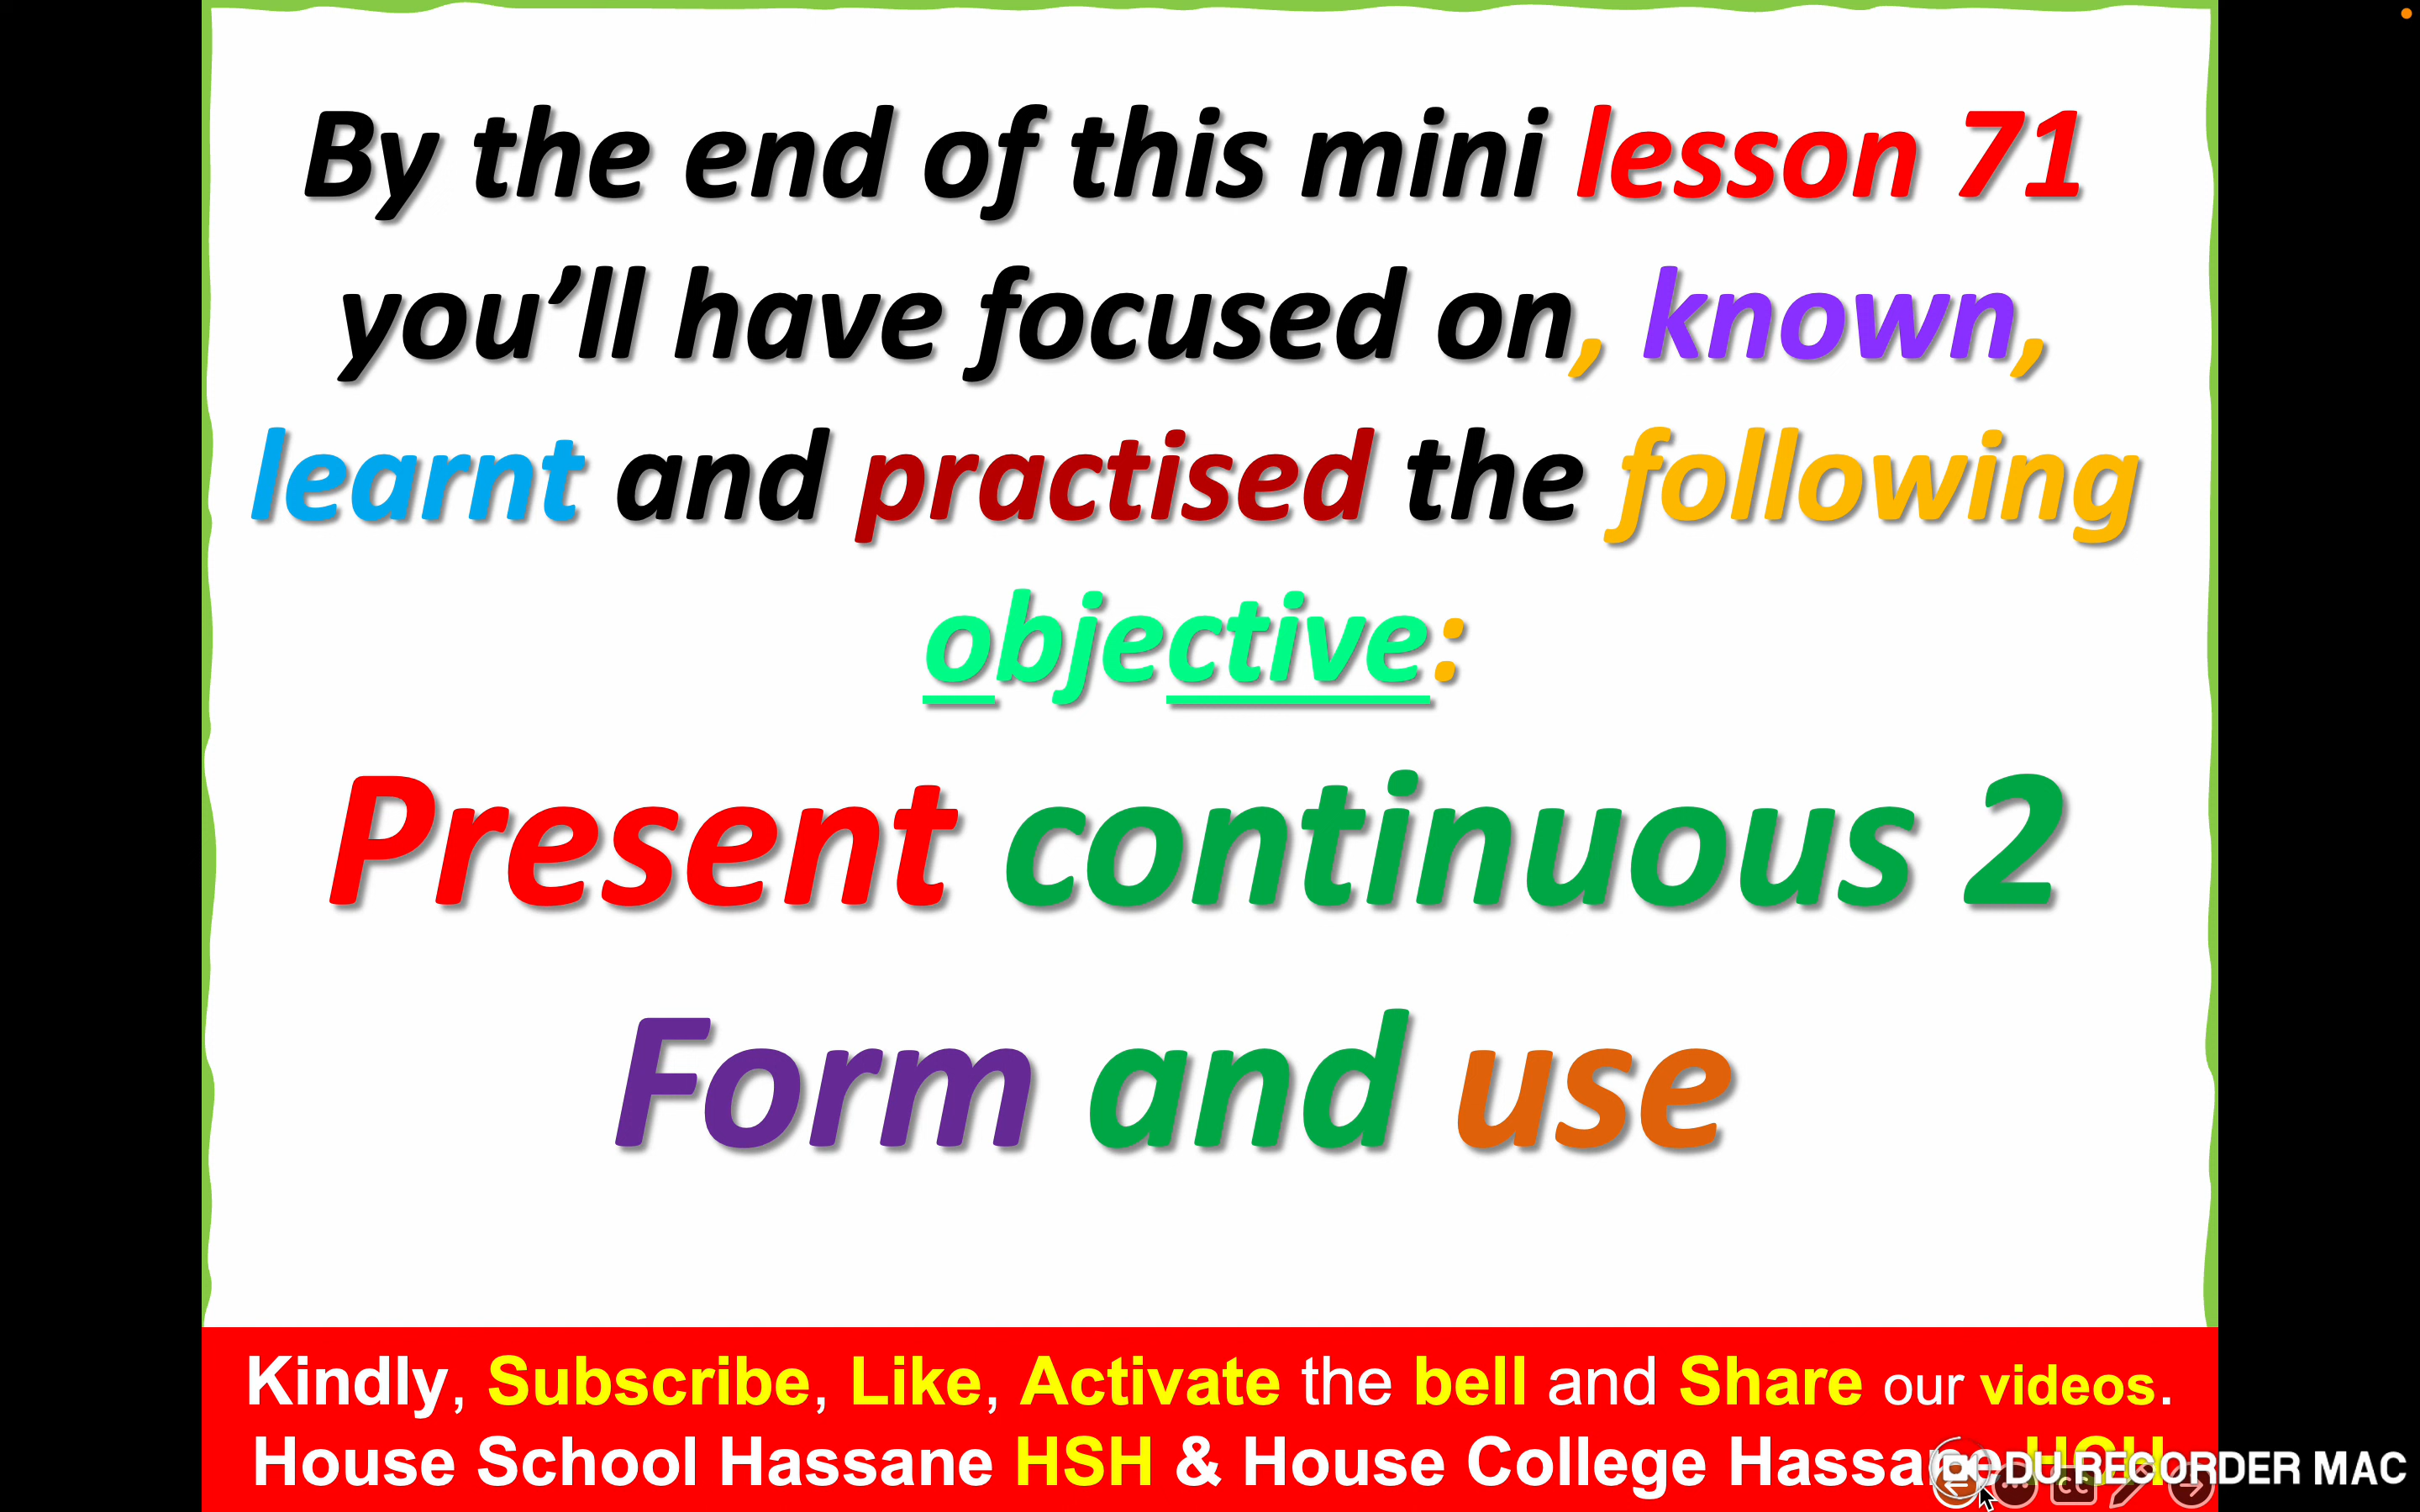 By the end of this mini lesson 71
you’ll have focused on, known,
learnt and practised the following
objective:
Present continuous 2
Form and use
Kindly, Subscribe, Like, Activate the bell and Share our videos.
House School Hassane HSH & House College Hassane HCH
DU RECORDER MAC